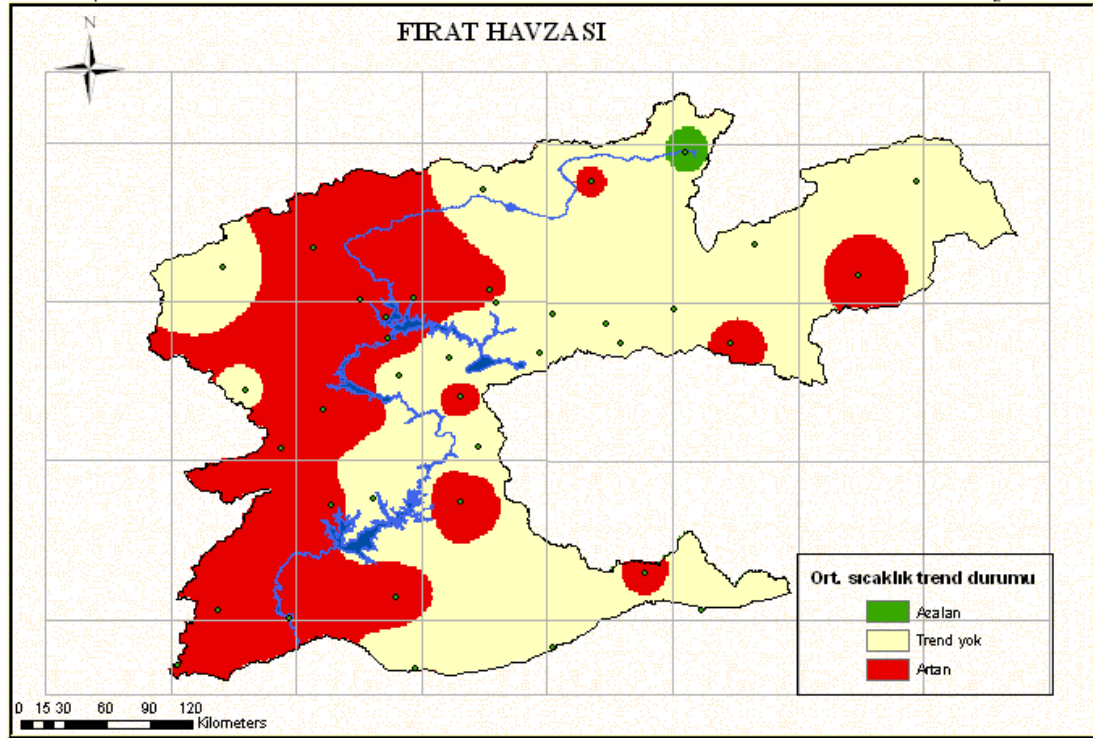 N
FIRAT HAVZASI
Ort. sıcaklık trend durumu
Azalan
Trend yok
Artan
0 15 30 60 90 120
Kilometers